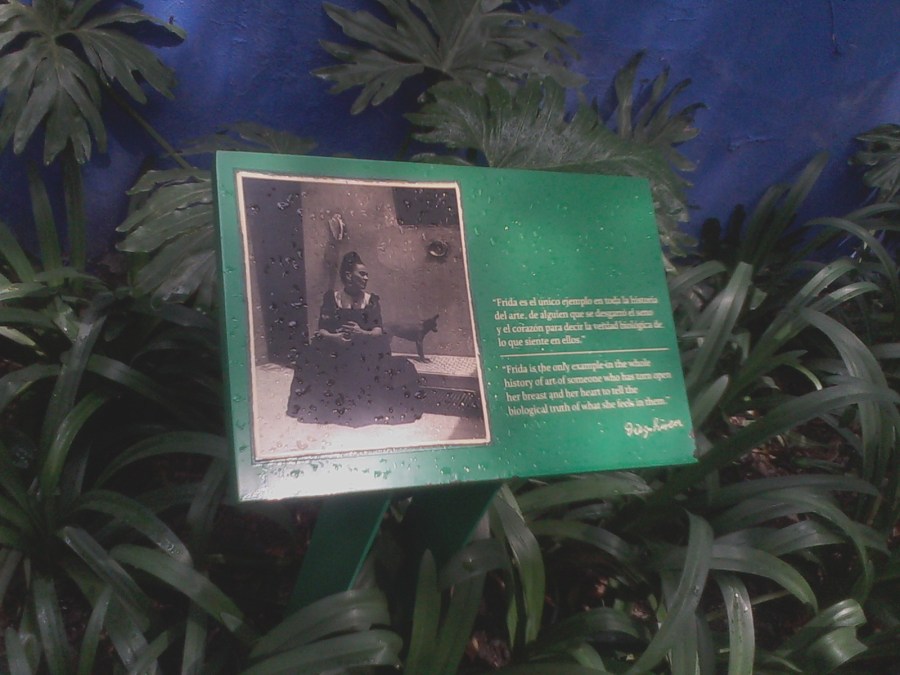 "Frida es el único ejemplo en toda la historia
del arte, de alguien que se desgarró el seno
y el corazón para decir la verdad biológica de
lo que siente en ellos."
"Frida is the only example in the whole
history of art of someone who has torn open
her breast and her heart to tell the
biological truth of what she feels in them."
Diego Rivera